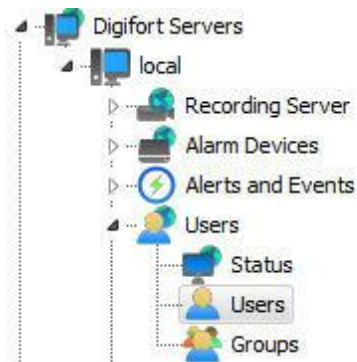 Digifort Servers
local
Recording Server
Alarm Devices
Alerts and Events
Users
Status
Users
Groups